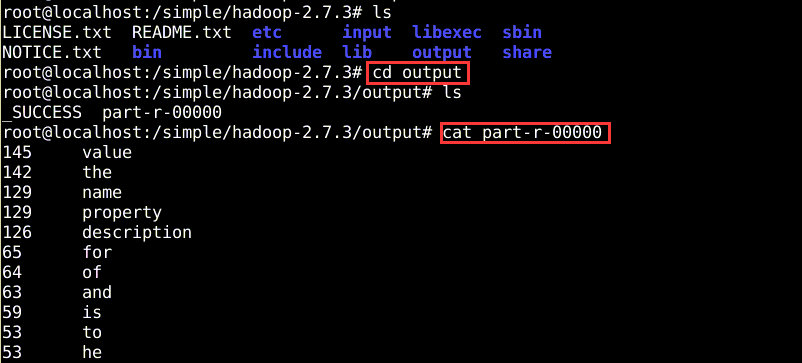 root@localhost:/simple/hadoop-2.7.3# ls
LICENSE.txt  README.txt  etc      input   libexec  sbin
NOTICE.txt   bin         include  lib     output   share
root@localhost:/simple/hadoop-2.7.3# cd output
root@localhost:/simple/hadoop-2.7.3/output# ls
_SUCCESS  part-r-00000
root@localhost:/simple/hadoop-2.7.3/output# cat part-r-00000
145     value
142     the
129     name
129     property
126     description
65      for
64      of
63      and
59      is
53      to
53      he